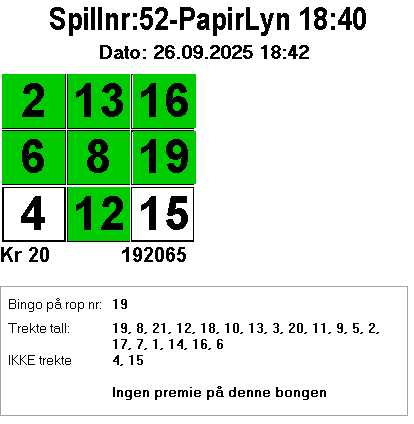 Spillnr:52-PapirLyn 18:40
Dato: 26.09.2025 18:42
2 13 16
6 8 19
4 12 15
Kr 20 192065
Bingo på rop nr: 19
Trekte tall: 19, 8, 21, 12, 18, 10, 13, 3, 20, 11, 9, 5, 2,
17, 7, 1, 14, 16, 6
IKKE trekte 4, 15
Ingen premie på denne bongen